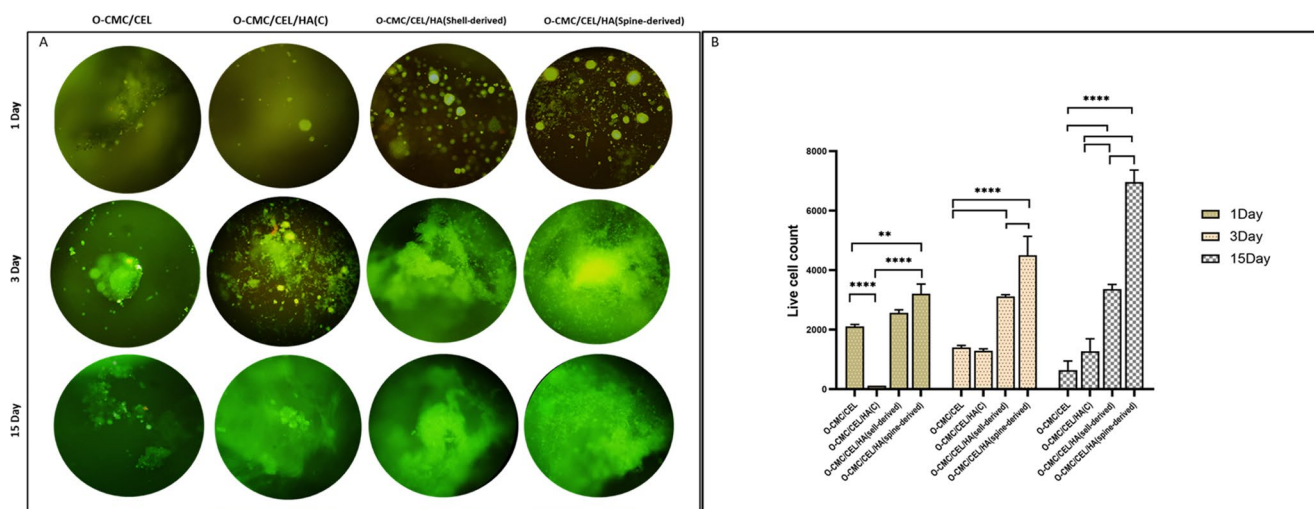 O-CMC/CEL
O-CMC/CEL/HA(C)
O-CMC/CEL/HA(Shell-derived)
O-CMC/CEL/HA(Spine-derived)
A
1 Day
3 Day
15 Day
B
Live cell count
8000
6000
4000
2000
0
**
****
****
****
****
O-CMC/CEL
O-CMC/CEL/HA(C)
O-CMC/CEL/HA(sell-derived)
O-CMC/CEL/HA(spine-derived)
O-CMC/CEL
O-CMC/CEL/HA(C)
O-CMC/CEL/HA(sell-derived)
O-CMC/CEL/HA(spine-derived)
O-CMC/CEL
O-CMC/CEL/HA(C)
O-CMC/CEL/HA(sell-derived)
O-CMC/CEL/HA(spine-derived)
1Day
3Day
15Day